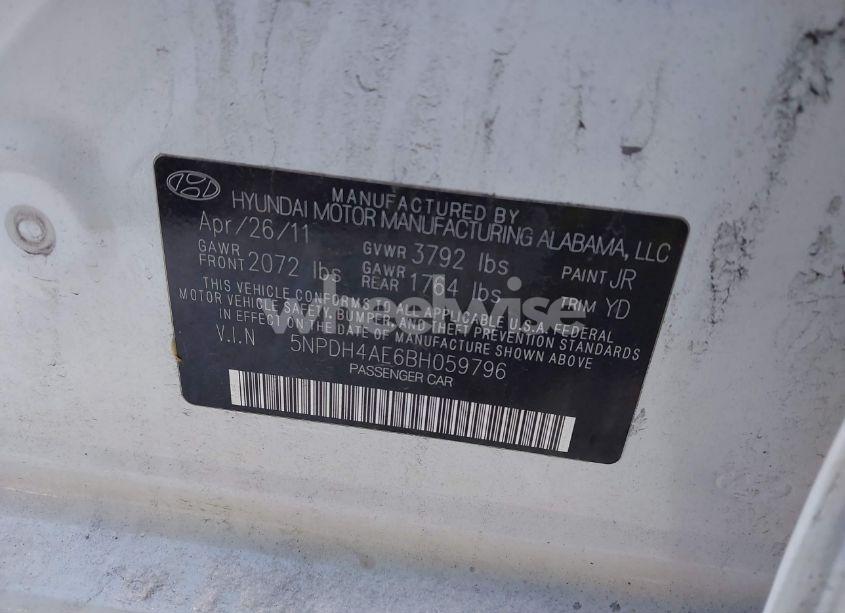 MANUFACTURED BY
HYUNDAI MOTOR MANUFACTURING ALABAMA, LLC
Apr/26/11 GVWR 3792 lbs PAINT JR
GAWR FRONT 2072 lbs GAWR REAR 1764 lbs TRIM YD
THIS VEHICLE CONFORMS TO ALL APPLICABLE U.S.A. FEDERAL
MOTOR VEHICLE SAFETY, BUMPER, AND THEFT PREVENTION STANDARDS
IN EFFECT ON THE DATE OF MANUFACTURE SHOWN ABOVE
V.I.N 5NPDH4AE6BH059796
PASSENGER CAR
wheelwise